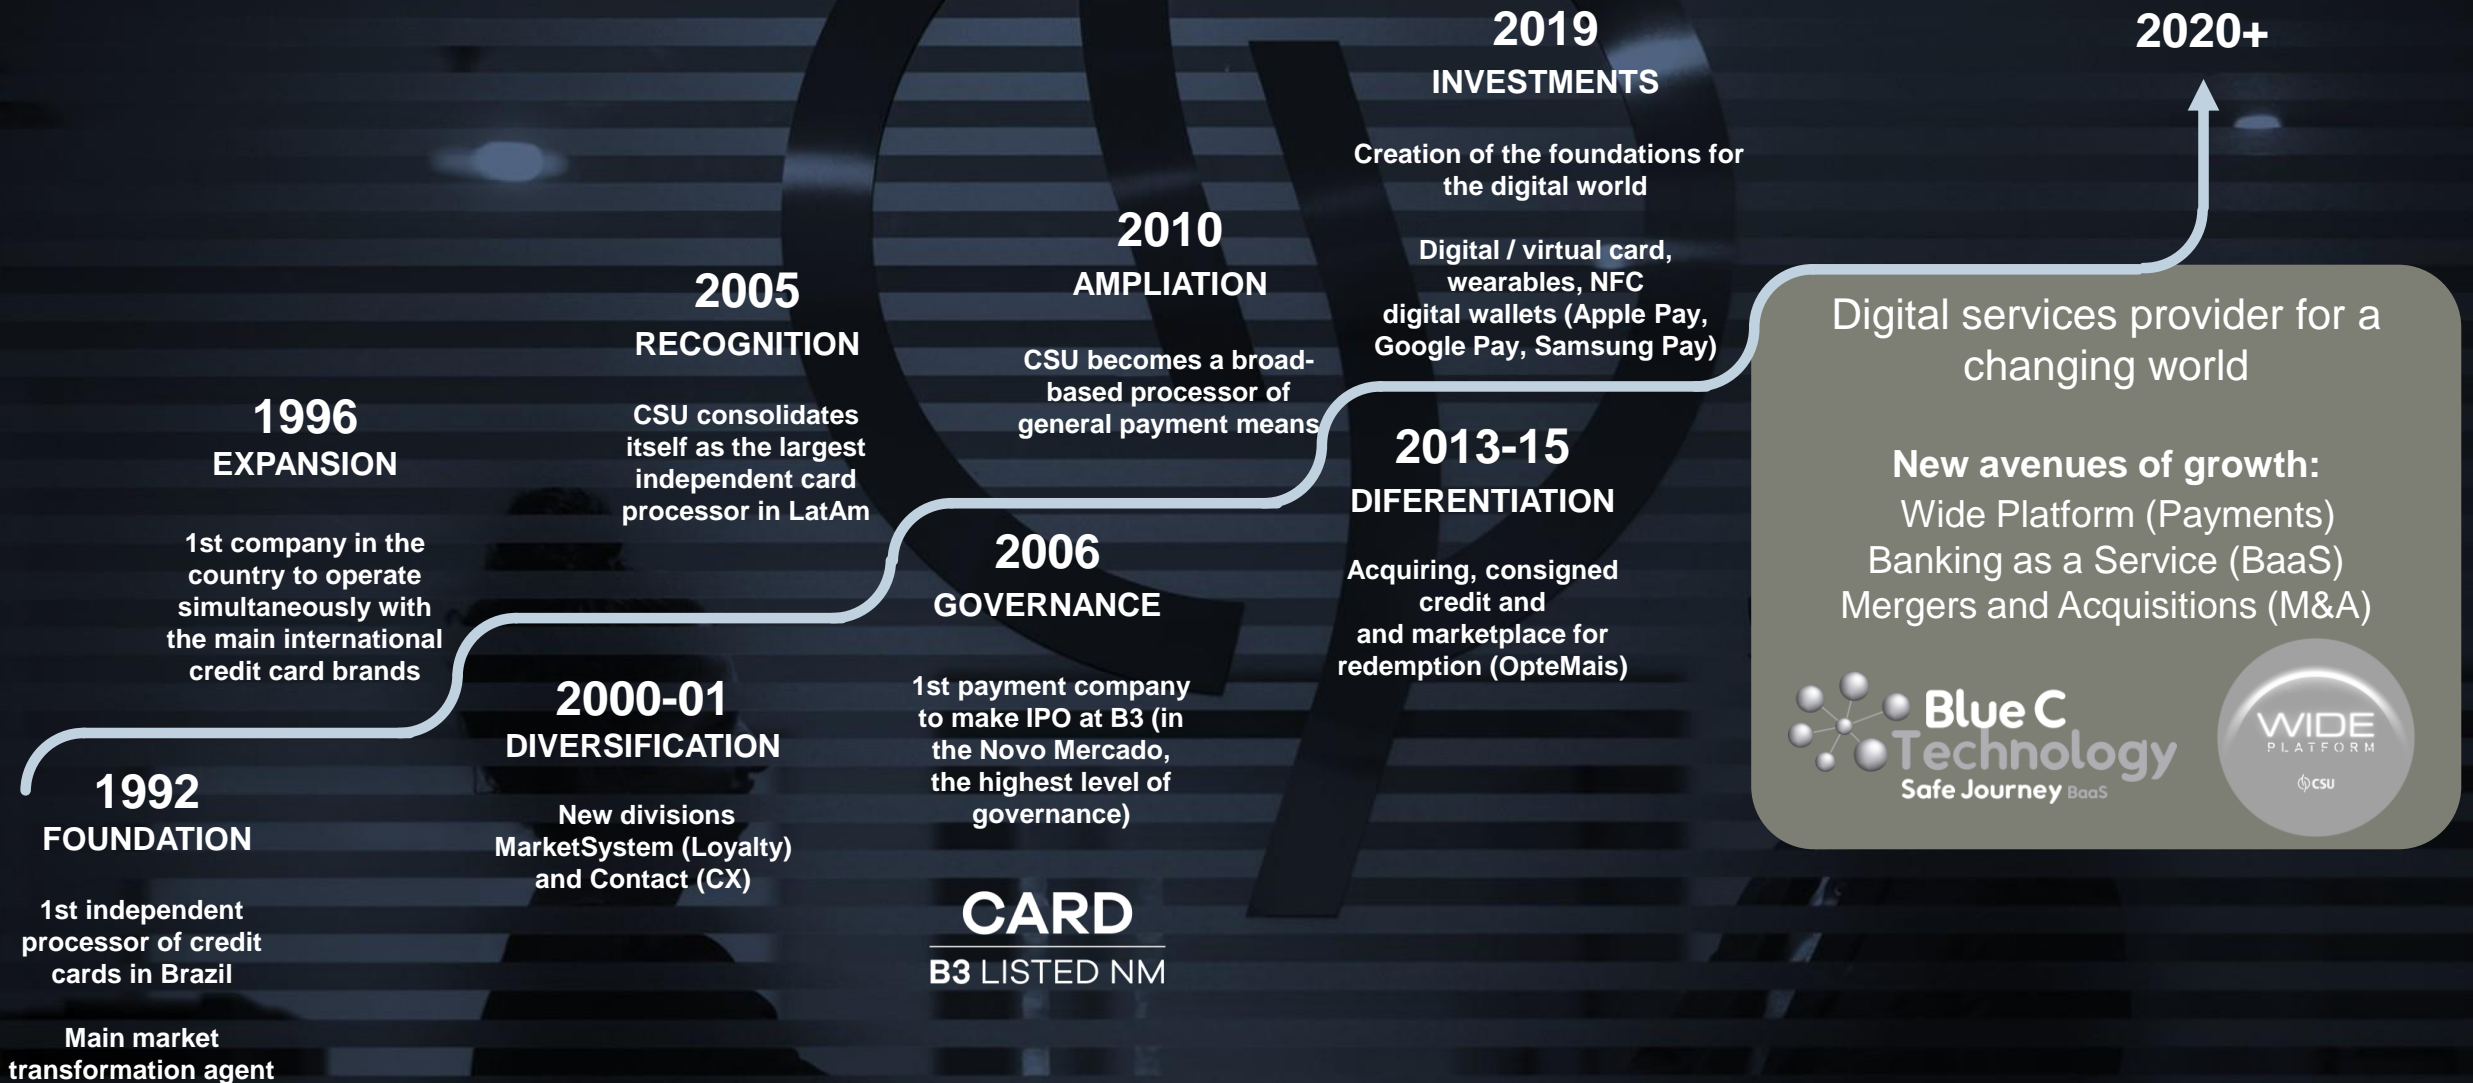 1992
FOUNDATION
1st independent
processor of credit
cards in Brazil
Main market
transformation agent
1996
EXPANSION
1st company in the
country to operate
simultaneously with
the main international
credit card brands
2000-01
DIVERSIFICATION
New divisions
MarketSystem (Loyalty)
and Contact (CX)
2005
RECOGNITION
CSU consolidates
itself as the largest
independent card
processor in LatAm
2006
GOVERNANCE
1st payment company
to make IPO at B3 (in
the Novo Mercado,
the highest level of
governance)
CARD
B3 LISTED NM
2010
AMPLIATION
CSU becomes a broad-
based processor of
general payment means
2013-15
DIFERENTIATION
Acquiring, consigned
credit and
and marketplace for
redemption (OpteMais)
2019
INVESTMENTS
Creation of the foundations for
the digital world
Digital / virtual card,
wearables, NFC
digital wallets (Apple Pay,
Google Pay, Samsung Pay)
2020+
Digital services provider for a
changing world
New avenues of growth:
Wide Platform (Payments)
Banking as a Service (BaaS)
Mergers and Acquisitions (M&A)
Blue C
Technology
Safe Journey BaaS
WIDE
PLATFORM
CSU